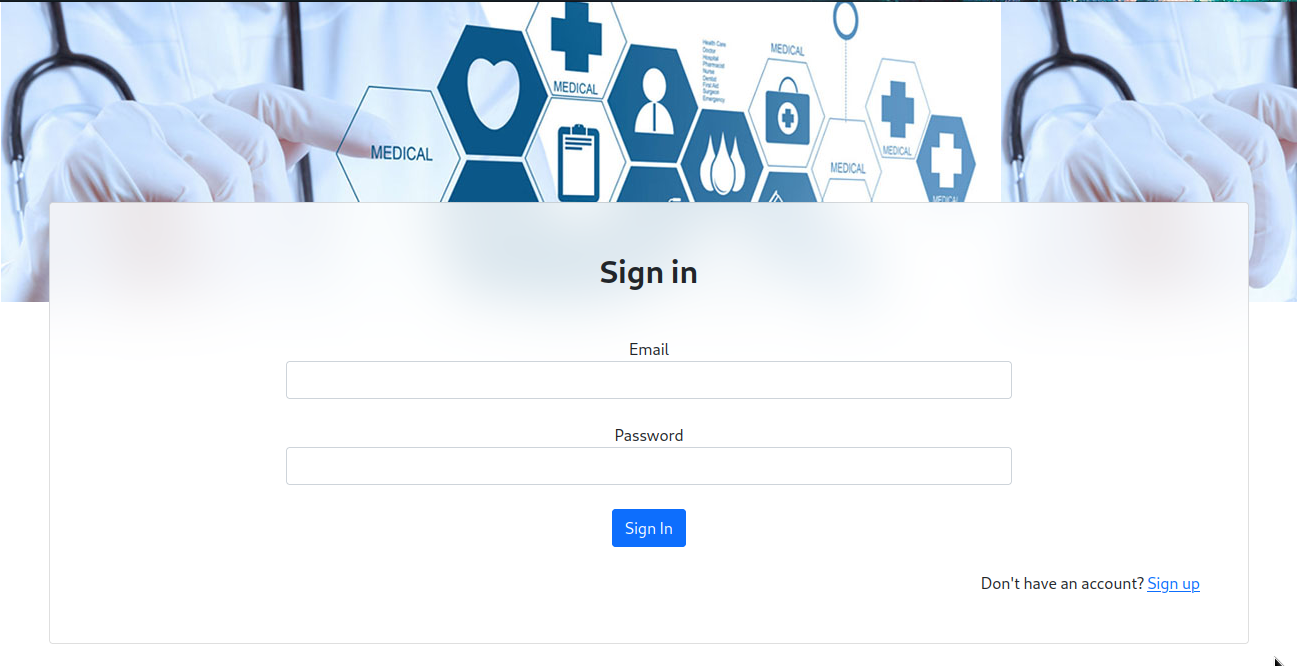 MEDICAL
MEDICAL
Health Care
Doctor
Hospital
Pharmacist
Nurse
Dentist
First Aid
Surgeon
Emergency
MEDICAL
MEDICAL
MEDICAL
MEDICAL
Sign in
Email
Password
Sign In
Don't have an account? Sign up